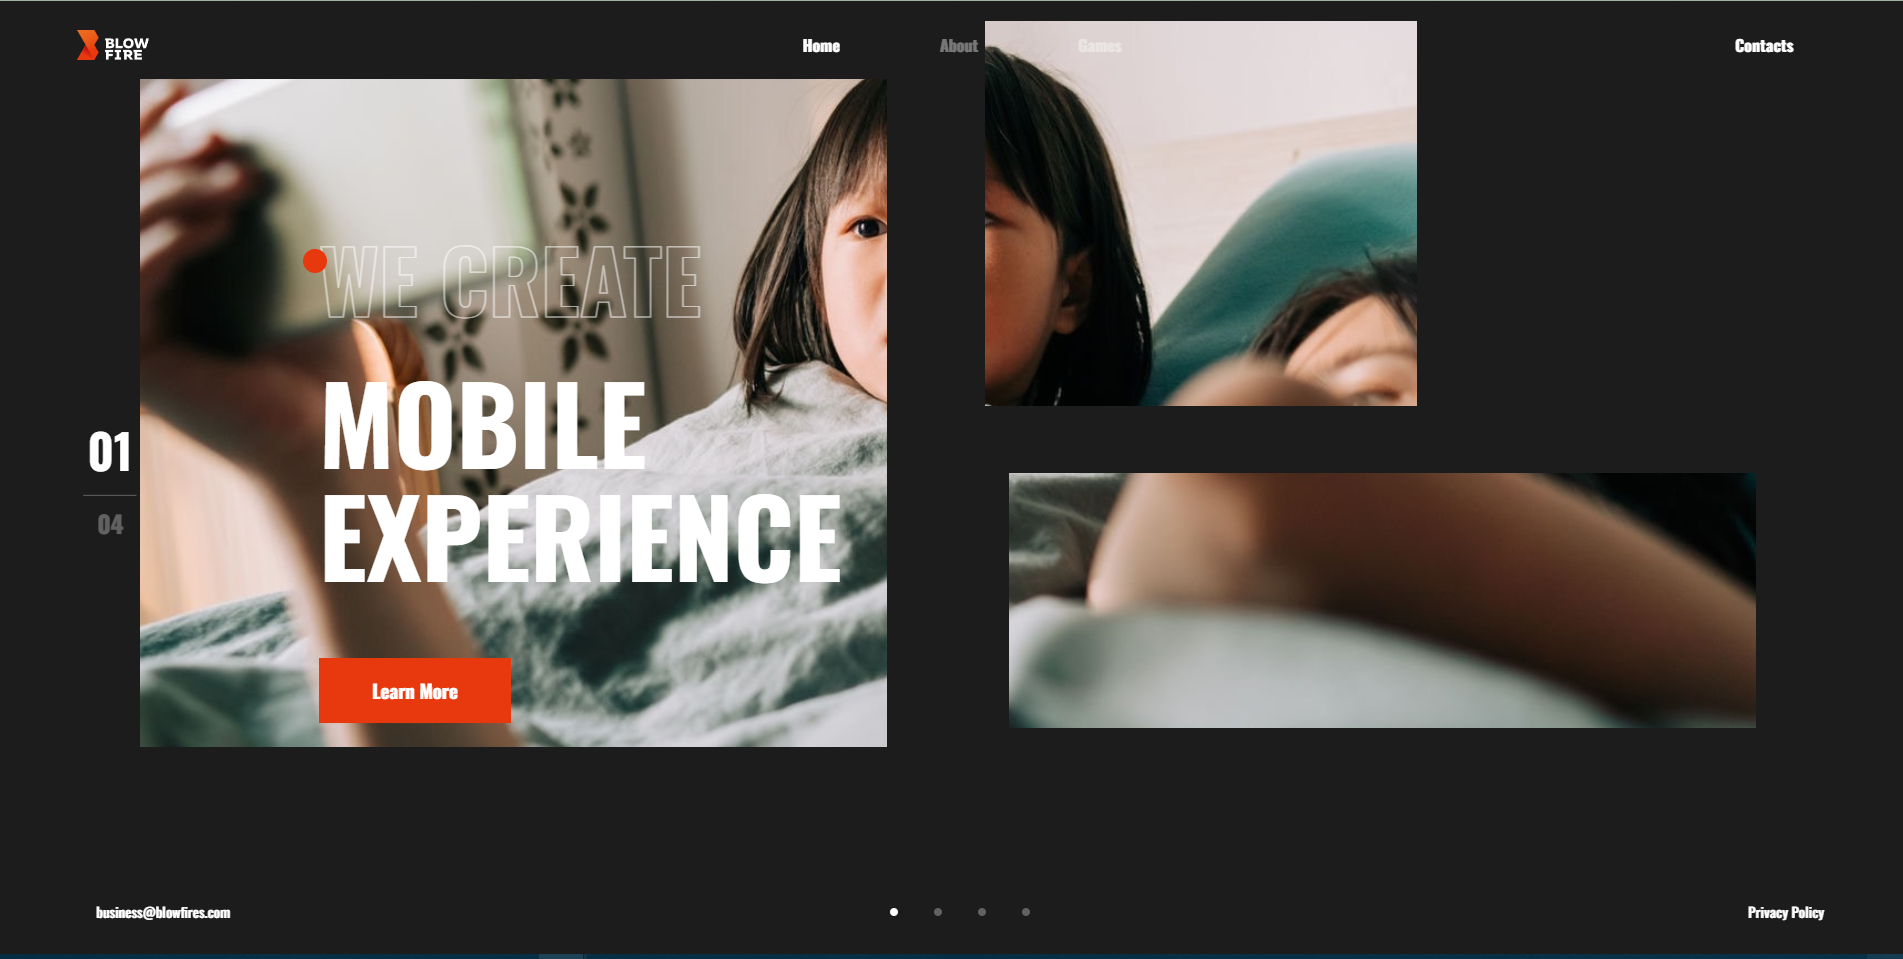 BLOW
FIRE
Home
About
Games
Contacts
WE CREATE
MOBILE
EXPERIENCE
01
04
Learn More
business@blowfires.com
Privacy Policy